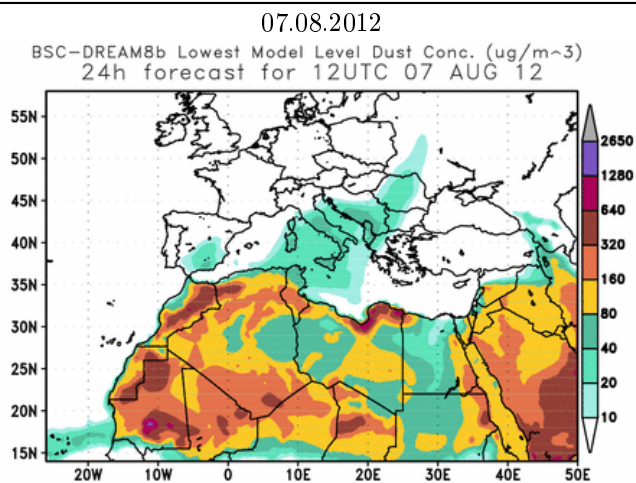 07.08.2012
BSC-DREAM8b Lowest Model Level Dust Conc. (ug/m^3)
24h forecast for 12UTC 07 AUG 12
55N
50N
45N
40N
35N
30N
25N
20N
15N
20W 10W 0 10E 20E 30E 40E 50E
2650
1280
640
320
160
80
40
20
10